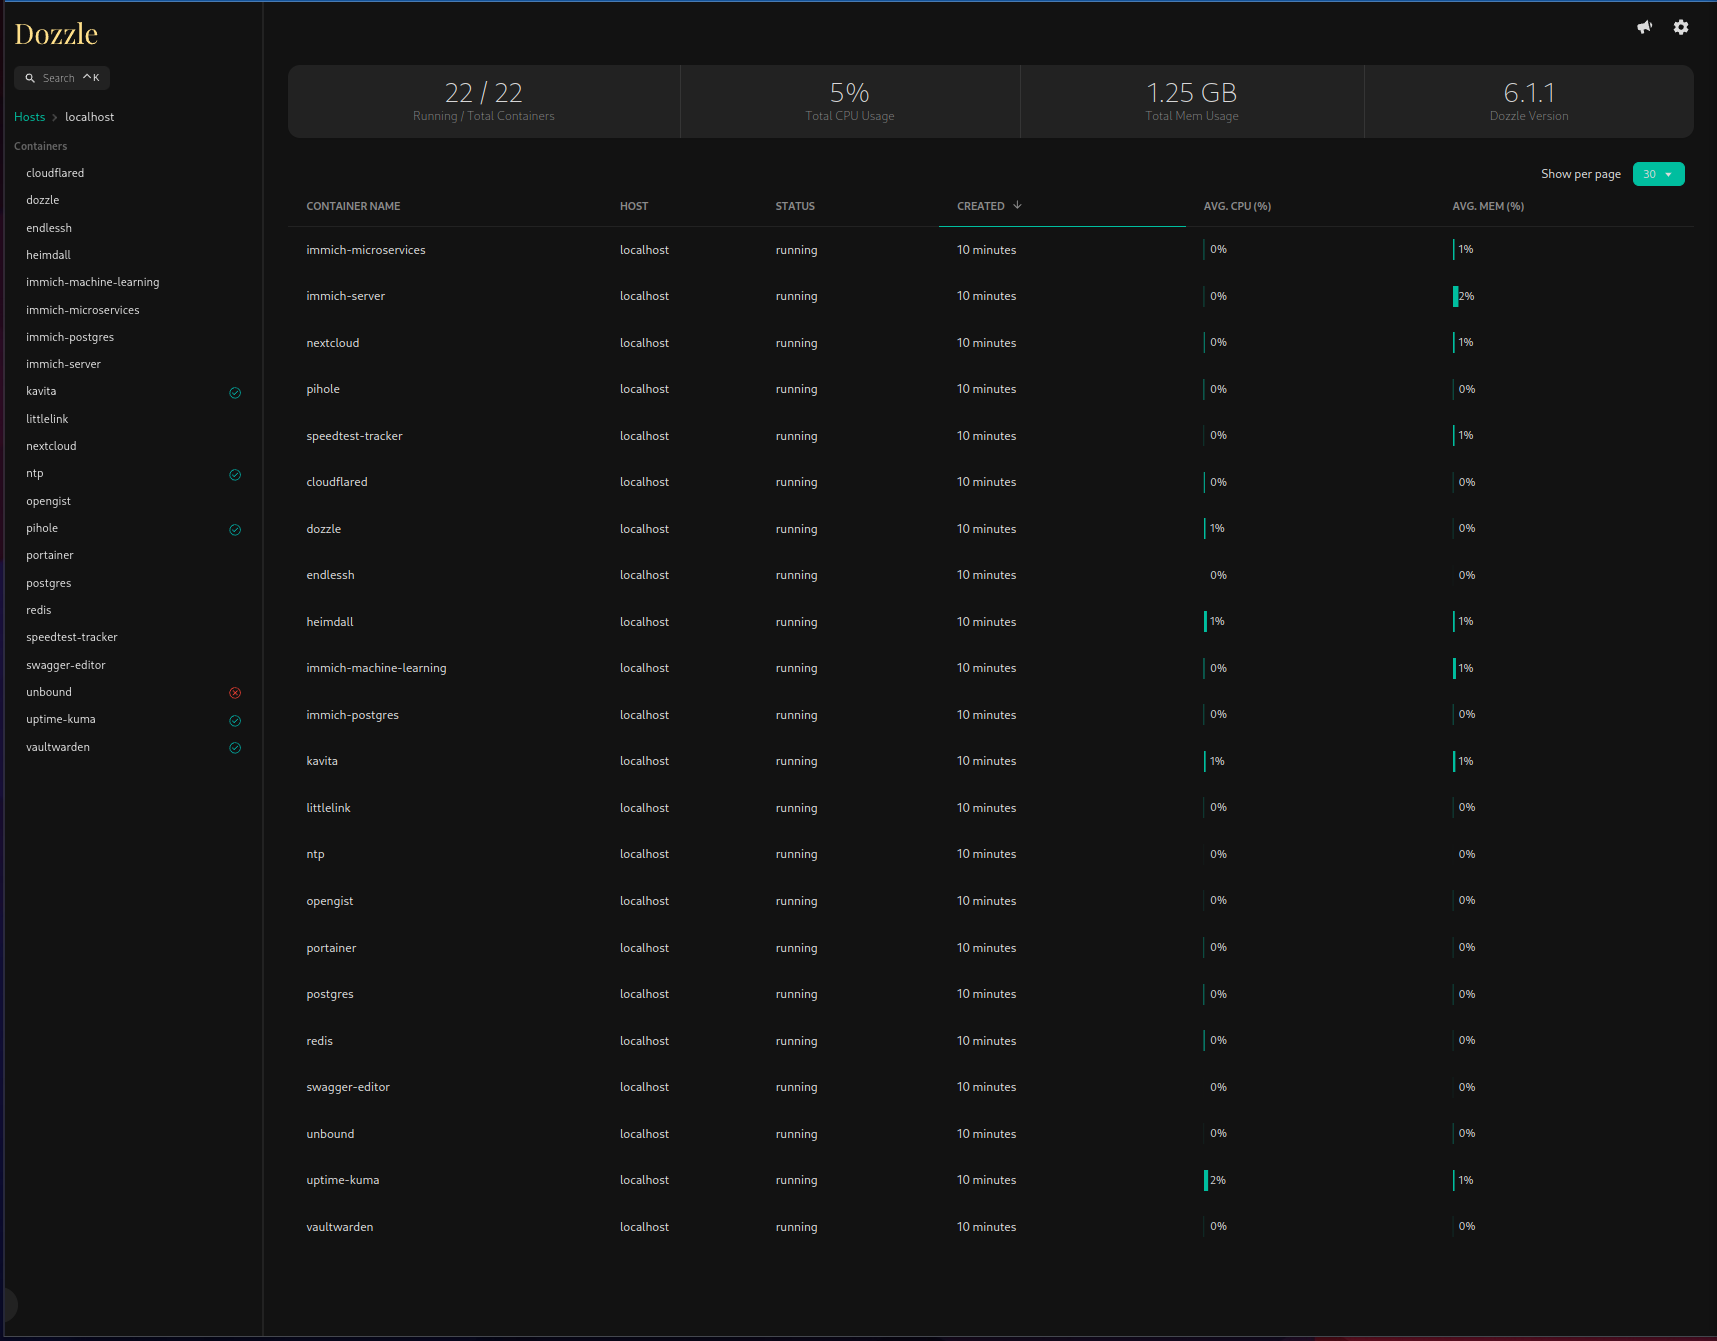 Dozzle
Search ^K
Hosts > localhost
Containers
cloudflared
dozzle
endlessh
heimdall
immich-machine-learning
immich-microservices
immich-postgres
immich-server
kavita
littlelink
nextcloud
ntp
opengist
pihole
portainer
postgres
redis
speedtest-tracker
swagger-editor
unbound
uptime-kuma
vaultwarden
22 / 22 5% 1.25 GB 6.1.1
Running / Total Containers Total CPU Usage Total Mem Usage Dozzle Version
Show per page 30
CONTAINER NAME HOST STATUS CREATED AVG. CPU (%) AVG. MEM (%)
immich-microservices localhost running 10 minutes 0% 1%
immich-server localhost running 10 minutes 0% 2%
nextcloud localhost running 10 minutes 0% 1%
pihole localhost running 10 minutes 0% 0%
speedtest-tracker localhost running 10 minutes 0% 1%
cloudflared localhost running 10 minutes 0% 0%
dozzle localhost running 10 minutes 1% 0%
endlessh localhost running 10 minutes 0% 0%
heimdall localhost running 10 minutes 1% 1%
immich-machine-learning localhost running 10 minutes 0% 1%
immich-postgres localhost running 10 minutes 0% 0%
kavita localhost running 10 minutes 1% 1%
littlelink localhost running 10 minutes 0% 0%
ntp localhost running 10 minutes 0% 0%
opengist localhost running 10 minutes 0% 0%
portainer localhost running 10 minutes 0% 0%
postgres localhost running 10 minutes 0% 0%
redis localhost running 10 minutes 0% 0%
swagger-editor localhost running 10 minutes 0% 0%
unbound localhost running 10 minutes 0% 0%
uptime-kuma localhost running 10 minutes 2% 1%
vaultwarden localhost running 10 minutes 0% 0%